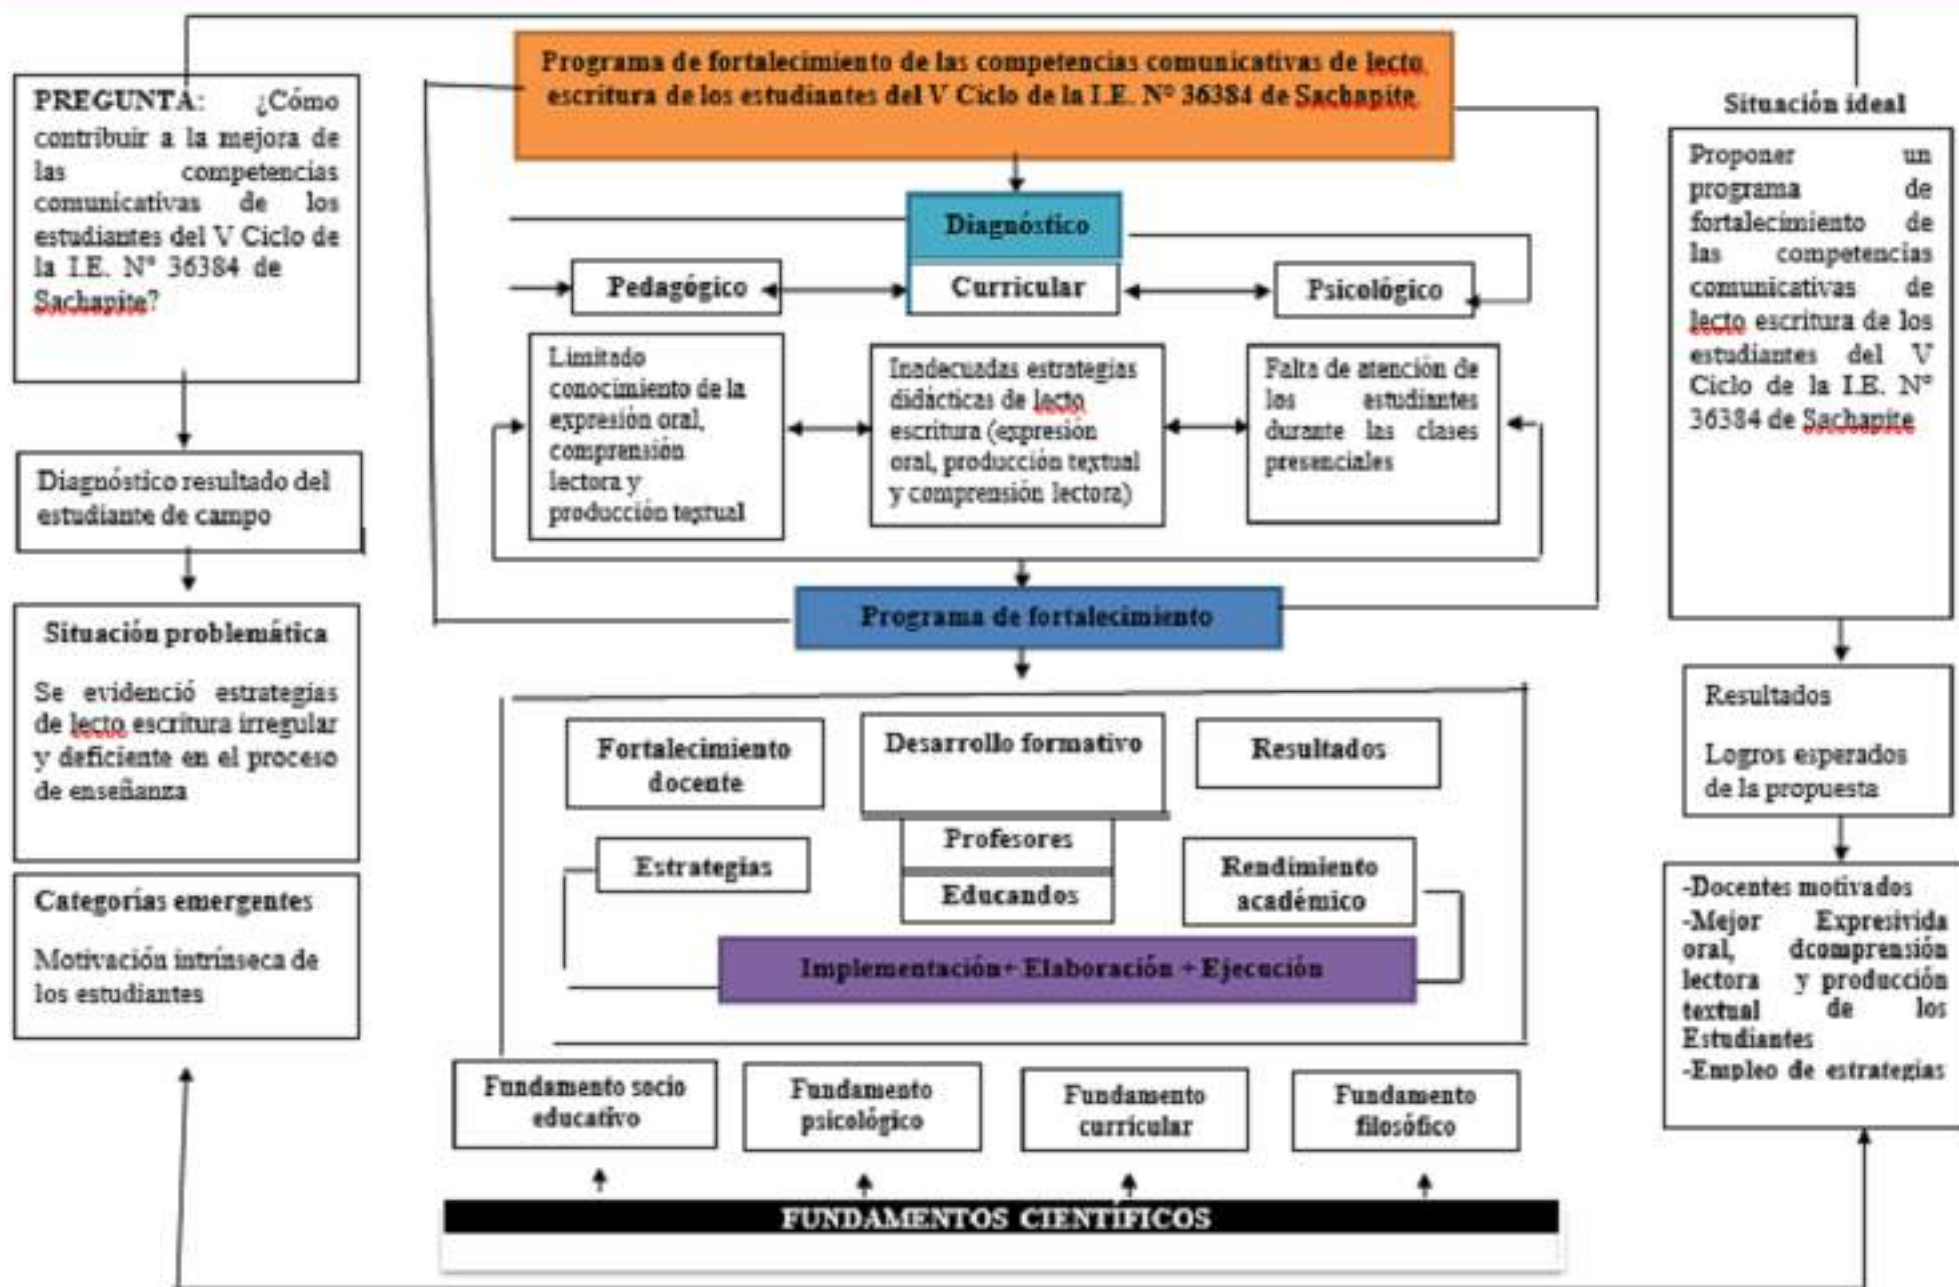 Programa de fortalecimiento de las competencias comunicativas de lecto
escritura de los estudiantes del V Ciclo de la I.E. N° 36384 de Sachapite
PREGUNTA: ¿Cómo
contribuir a la mejora de
las competencias
comunicativas de los
estudiantes del V Ciclo de
la I.E. N° 36384 de
Sachapite?
Diagnóstico resultado del
estudiante de campo
Situación problemática
Se evidenció estrategias
de lecto escritura irregular
y deficiente en el proceso
de enseñanza
Categorías emergentes
Motivación intrínseca de
los estudiantes
Diagnóstico
Pedagógico
Curricular
Psicológico
Limitado
conocimiento de la
expresión oral,
comprensión
lectora y
producción textual
Inadecuadas estrategias
didácticas de lecto
escritura (expresión
oral, producción textual
y comprensión lectora)
Falta de atención de
los estudiantes
durante las clases
presenciales
Programa de fortalecimiento
Fortalecimiento
docente
Desarrollo formativo
Resultados
Estrategias
Profesores
Educandos
Rendimiento
académico
Implementación+ Elaboración + Ejecución
Fundamento socio
educativo
Fundamento
psicológico
Fundamento
curricular
Fundamento
filosófico
FUNDAMENTOS CIENTÍFICOS
Situación ideal
Proponer un
programa de
fortalecimiento de
las competencias
comunicativas de
lecto escritura de los
estudiantes del V
Ciclo de la I.E. N°
36384 de Sachapite
Resultados
Logros esperados
de la propuesta
-Docentes motivados
-Mejor Expresivida
oral, dcomprensión
lectora y producción
textual de los
Estudiantes
-Empleo de estrategias